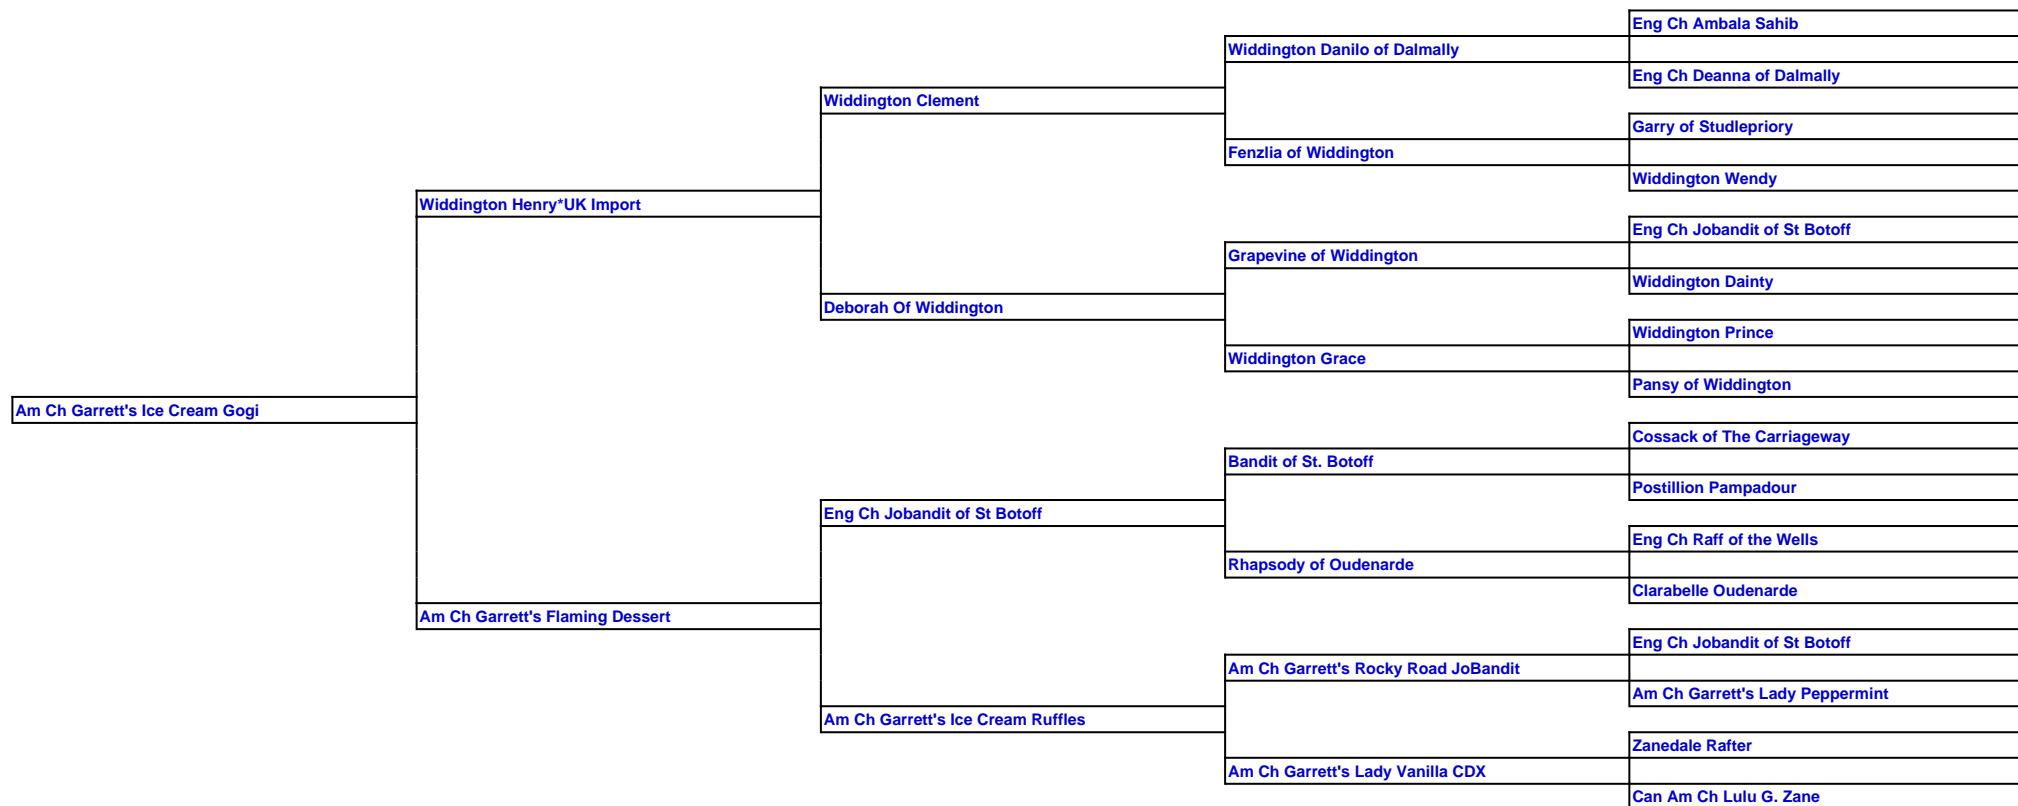 Eng Ch Ambala Sahib
Widdington Danilo of Dalmally
Eng Ch Deanna of Dalmally
Widdington Clement
Garry of Studlepriory
Fenzlia of Widdington
Widdington Wendy
Widdington Henry*UK Import
Eng Ch Jobandit of St Botoff
Grapevine of Widdington
Widdington Dainty
Deborah Of Widdington
Widdington Prince
Widdington Grace
Pansy of Widdington
Am Ch Garrett's Ice Cream Gogi
Cossack of The Carriageway
Bandit of St. Botoff
Postillion Pampadour
Eng Ch Jobandit of St Botoff
Eng Ch Raff of the Wells
Rhapsody of Oudenarde
Clarabelle Oudenarde
Am Ch Garrett's Flaming Dessert
Eng Ch Jobandit of St Botoff
Am Ch Garrett's Rocky Road JoBandit
Am Ch Garrett's Lady Peppermint
Am Ch Garrett's Ice Cream Ruffles
Zanedale Rafter
Am Ch Garrett's Lady Vanilla CDX
Can Am Ch Lulu G. Zane